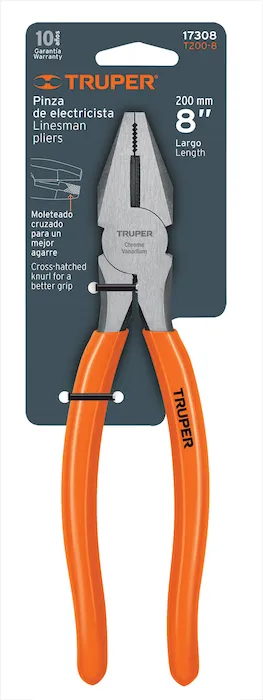 10 años
Garantía
Warranty
17308
T200-8
TRUPER®
Pinza
de electricista
Linesman
pliers
200 mm
8”
Largo
Length
Moleteado
cruzado para
un mejor
agarre
Cross-hatched
knurl for a
better grip
TRUPER
Chrome
Vanadium
TRUPER